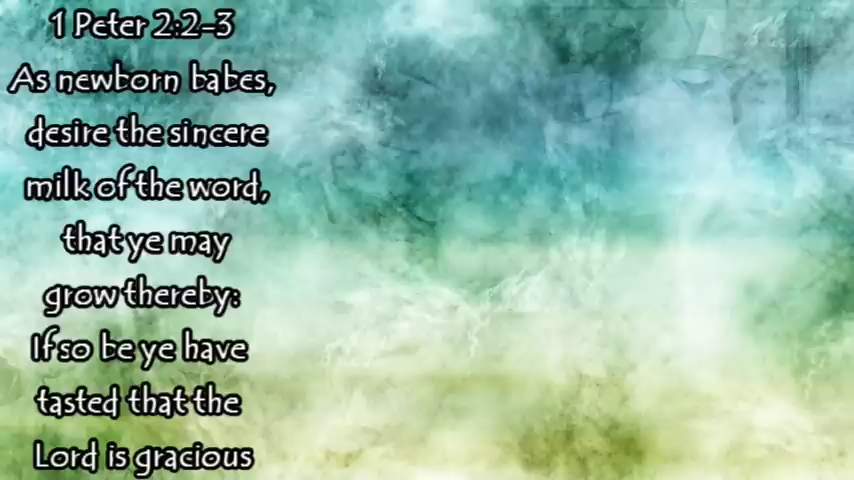 1 Peter 2:2-3
As newborn babes,
desire the sincere
milk of the word,
that ye may
grow thereby:
If so be ye have
tasted that the
Lord is gracious